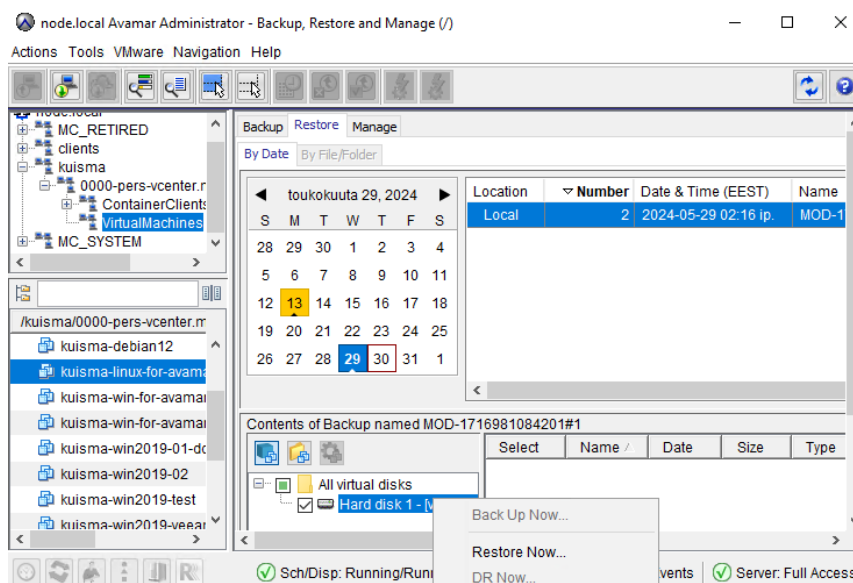 node.local Avamar Administrator - Backup, Restore and Manage (/)
Actions Tools VMware Navigation Help
MC_RETIRED
clients
kuisma
0000-pers-vcenter.r
ContainerClients
VirtualMachines
MC_SYSTEM
/kuisma/0000-pers-vcenter.m
kuisma-debian12
kuisma-linux-for-avama
kuisma-win-for-avamar
kuisma-win-for-avamar
kuisma-win2019-01-dc
kuisma-win2019-02
kuisma-win2019-test
kuisma-win2019-veear
Backup Restore Manage
By Date By File/Folder
toukokuuta 29, 2024
S M T W T F S
28 29 30 1 2 3 4
5 6 7 8 9 10 11
12 13 14 15 16 17 18
19 20 21 22 23 24 25
26 27 28 29 30 31 1
Location Number Date & Time (EEST) Name
Local 2 2024-05-29 02:16 ip. MOD-1
Contents of Backup named MOD-1716981084201#1
All virtual disks
Hard disk 1 - [v
Select Name Date Size Type
Back Up Now...
Restore Now...
DR Now...
Sch/Disp: Running/Runn
vents
Server: Full Access